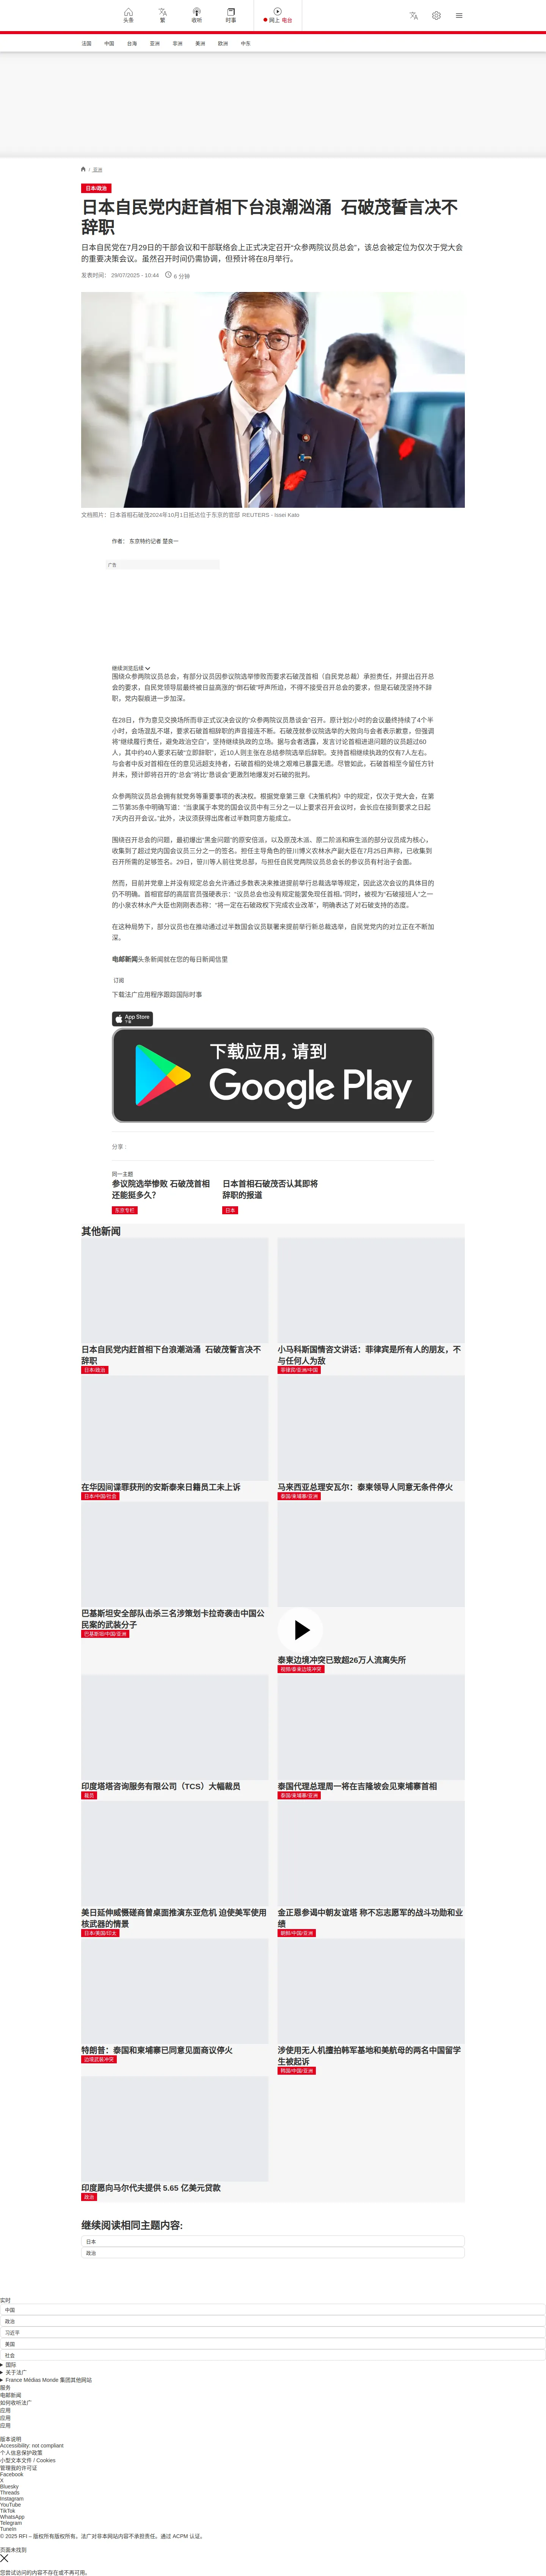 头条
繁
收听
时事
网上 电台
法国
中国
台海
亚洲
非洲
美洲
欧洲
中东
/ 亚洲
日本/政治
日本自民党内赶首相下台浪潮汹涌 石破茂誓言决不
辞职
日本自民党在7月29日的干部会议和干部联络会上正式决定召开“众参两院议员总会”，该总会被定位为仅次于党大会
的重要决策会议。虽然召开时间仍需协调，但预计将在8月举行。
发表时间： 29/07/2025 - 10:44
6 分钟
文档照片：日本首相石破茂2024年10月1日抵达位于东京的官邸 REUTERS - Issei Kato
作者： 东京特约记者 楚良一
广告
继续浏览后续
围绕众参两院议员总会，有部分议员因参议院选举惨败而要求石破茂首相（自民党总裁）承担责任，并提出召开总
会的要求，自民党领导层最终被日益高涨的“倒石破”呼声所迫，不得不接受召开总会的要求，但是石破茂坚持不辞
职，党内裂痕进一步加深。
在28日，作为意见交换场所而非正式议决会议的“众参两院议员恳谈会”召开。原计划2小时的会议最终持续了4个半
小时，会场混乱不堪，要求石破首相辞职的声音接连不断。石破茂就参议院选举的大败向与会者表示歉意，但强调
将“继续履行责任，避免政治空白”，坚持继续执政的立场。据与会者透露，发言讨论首相进退问题的议员超过60
人，其中约40人要求石破“立即辞职”，近10人则主张在总结参院选举后辞职。支持首相继续执政的仅有7人左右。
与会者中反对首相在任的意见远超支持者，石破首相的处境之艰难已暴露无遗。尽管如此，石破首相至今留任方针
并未，预计即将召开的“总会”将比“恳谈会”更激烈地爆发对石破的批判。
众参两院议员总会拥有就党务等重要事项的表决权。根据党章第三章《决策机构》中的规定，仅次于党大会，在第
二节第35条中明确写道：“当隶属于本党的国会议员中有三分之一以上要求召开会议时，会长应在接到要求之日起
7天内召开会议。”此外，决议须获得出席者过半数同意方能成立。
围绕召开总会的问题，最初爆出“黑金问题”的原安倍派，以及原茂木派、原二阶派和麻生派的部分议员成为核心，
收集到了超过党内国会议员三分之一的签名。担任主导角色的笹川博义农林水产副大臣在7月25日声称，已收集到
召开所需的足够签名。29日，笹川等人前往党总部，与担任自民党两院议员总会长的参议员有村治子会面。
然而，目前并党章上并没有规定总会允许通过多数表决来推进提前举行总裁选举等规定，因此这次会议的具体目的
仍不明确。首相官邸的高层官员强硬表示：“议员总会也没有规定能罢免现任首相。”同时，被视为“石破接班人”之一
的小泉农林水产大臣也刚刚表态称：“将一定在石破政权下完成农业改革”，明确表达了对石破支持的态度。
在这种局势下，部分议员也在推动通过过半数国会议员联署来提前举行新总裁选举，自民党党内的对立正在不断加
深。
电邮新闻头条新闻就在您的每日新闻信里
订阅
下载法广应用程序跟踪国际时事
App Store
下载
下载应用，请到
Google Play
分享 :
同一主题
参议院选举惨败 石破茂首相
还能挺多久？
东京专栏
日本首相石破茂否认其即将
辞职的报道
日本
其他新闻
日本自民党内赶首相下台浪潮汹涌 石破茂誓言决不
辞职
日本/政治
小马科斯国情咨文讲话：菲律宾是所有人的朋友，不
与任何人为敌
菲律宾/亚洲/中国
在华因间谍罪获刑的安斯泰来日籍员工未上诉
日本/中国/社会
马来西亚总理安瓦尔：泰柬领导人同意无条件停火
泰国/柬埔寨/亚洲
巴基斯坦安全部队击杀三名涉策划卡拉奇袭击中国公
民案的武装分子
巴基斯坦/中国/亚洲
泰柬边境冲突已致超26万人流离失所
视频/泰柬边境冲突
印度塔塔咨询服务有限公司（TCS）大幅裁员
裁员
泰国代理总理周一将在吉隆坡会见柬埔寨首相
泰国/柬埔寨/亚洲
美日延伸威慑磋商曾桌面推演东亚危机 迫使美军使用
核武器的情景
日本/美国/印太
金正恩参谒中朝友谊塔 称不忘志愿军的战斗功勋和业
绩
朝鲜/中国/亚洲
特朗普：泰国和柬埔寨已同意见面商议停火
边境武装冲突
涉使用无人机擅拍韩军基地和美航母的两名中国留学
生被起诉
韩国/中国/亚洲
印度愿向马尔代夫提供 5.65 亿美元贷款
政治
继续阅读相同主题内容:
日本
政治
实时
中国
政治
习近平
美国
社会
国际
关于法广
France Médias Monde 集团其他网站
服务
电邮新闻
如何收听法广
应用
应用
应用
版本说明
Accessibility: not compliant
个人信息保护政策
小型文本文件 / Cookies
管理我的许可证
Facebook
X
Bluesky
Threads
Instagram
YouTube
TikTok
WhatsApp
Telegram
TuneIn
© 2025 RFI – 版权所有版权所有。法广对非本网站内容不承担责任。通过 ACPM 认证。
页面未找到
您尝试访问的内容不存在或不再可用。